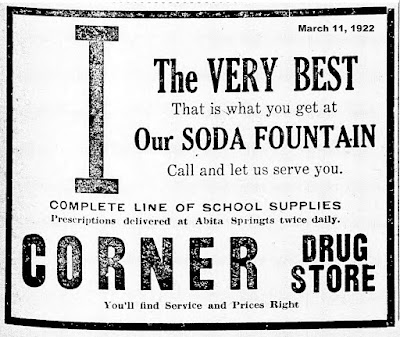 March 11, 1922
I
The VERY BEST
That is what you get at
Our SODA FOUNTAIN
Call and let us serve you.
COMPLETE LINE OF SCHOOL SUPPLIES
Prescriptions delivered at Abita Springts twice daily.
CORNER DRUG STORE
You'll find Service and Prices Right